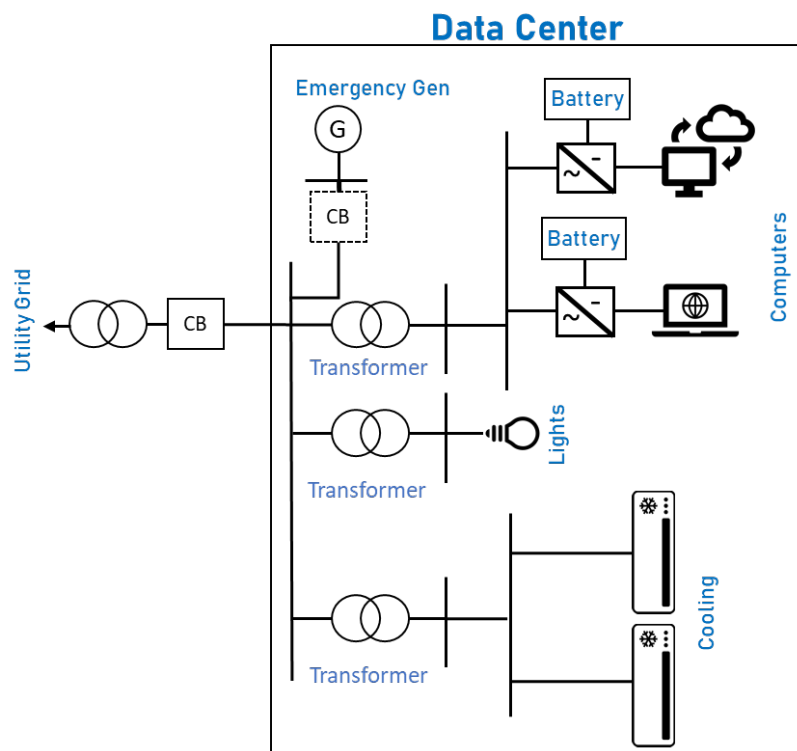 Data Center
Emergency Gen
G
CB
Battery
~ -
Battery
~ -
Computers
Utility Grid
CB
Transformer
Lights
Transformer
Cooling
Transformer